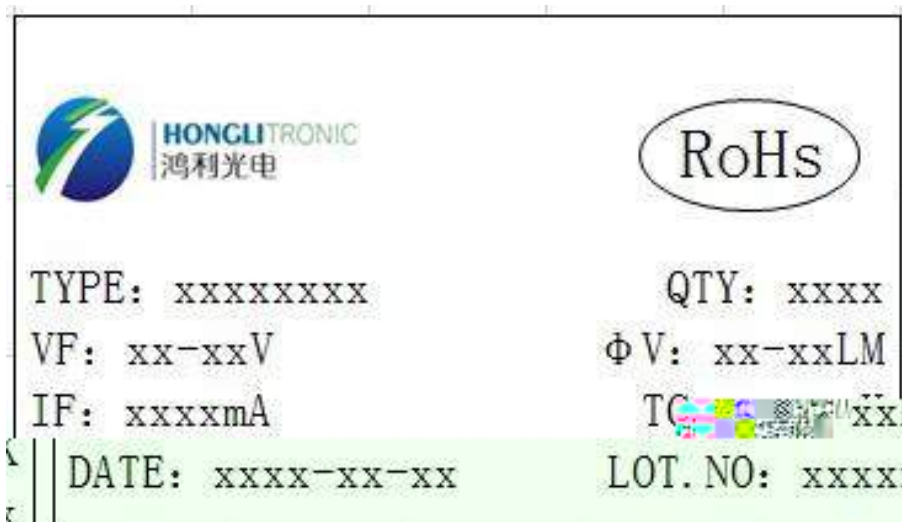 HONGLITRONIC
鸿利光电
RoHs
TYPE: xxxxxxxx QTY: xxxx
VF: xx-xxV ΦV: xx-xxLM
IF: xxxxmA
DATE: xxxx-xx-xx LOT.NO: xxxx